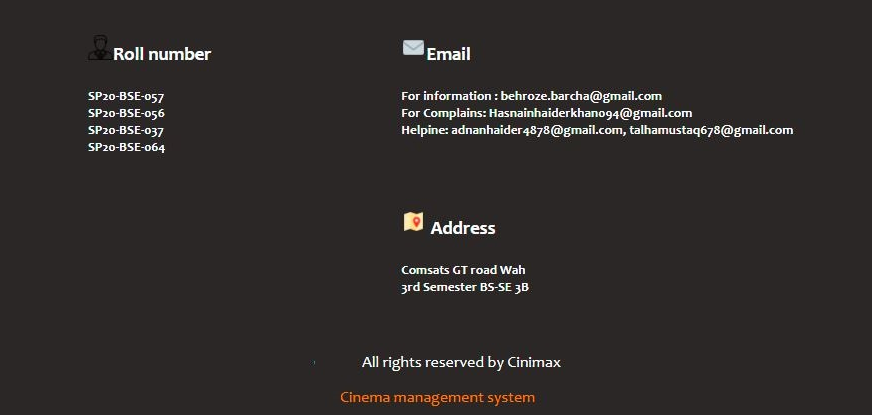 Roll number
SP20-BSE-057
SP20-BSE-056
SP20-BSE-037
SP20-BSE-064
Email
For information : behroze.barcha@gmail.com
For Complains: Hasnainhaiderkhan094@gmail.com
Helpine: adnanhaider4878@gmail.com, talhamustaq678@gmail.com
Address
Comsats GT road Wah
3rd Semester BS-SE 3B
All rights reserved by Cinimax
Cinema management system